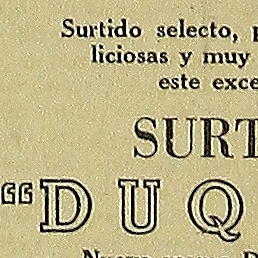 Surtido selecto,
liciosas y muy
este exce
SURT
“DUQ